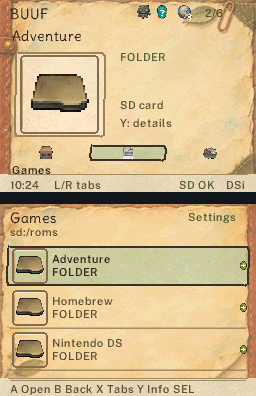 BUUF 2/6
Adventure
FOLDER
SD card
Y: details
Games
10:24 L/R tabs SD OK DSi
Games Settings
sd:/roms
Adventure
FOLDER
Homebrew
FOLDER
Nintendo DS
FOLDER
A Open B Back X Tabs Y Info SEL